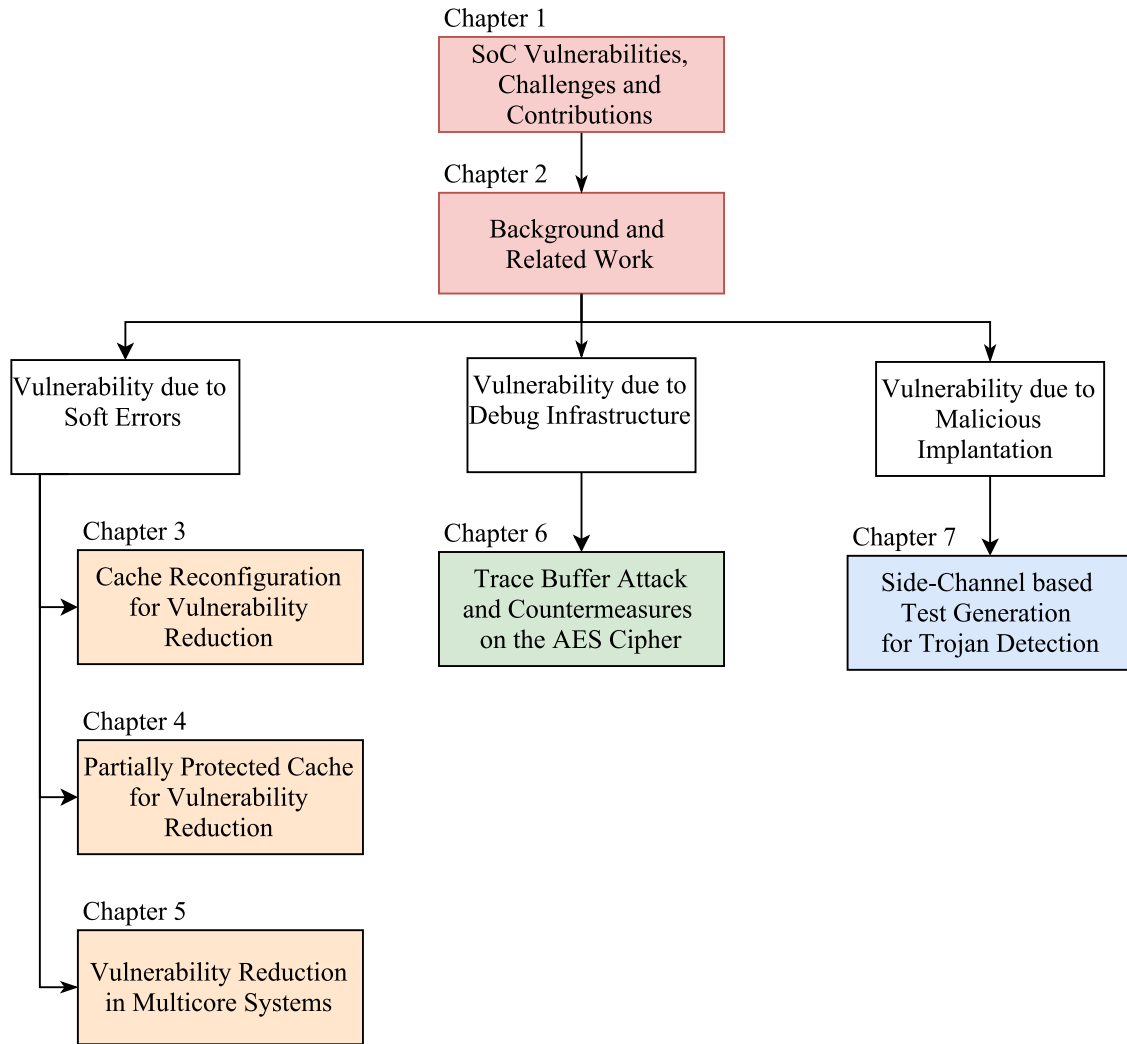 Chapter 1
SoC Vulnerabilities,
Challenges and
Contributions
Chapter 2
Background and
Related Work
Vulnerability due to
Soft Errors
Vulnerability due to
Debug Infrastructure
Vulnerability due to
Malicious
Implantation
Chapter 3
Cache Reconfiguration
for Vulnerability
Reduction
Chapter 6
Trace Buffer Attack
and Countermeasures
on the AES Cipher
Chapter 7
Side-Channel based
Test Generation
for Trojan Detection
Chapter 4
Partially Protected Cache
for Vulnerability
Reduction
Chapter 5
Vulnerability Reduction
in Multicore Systems